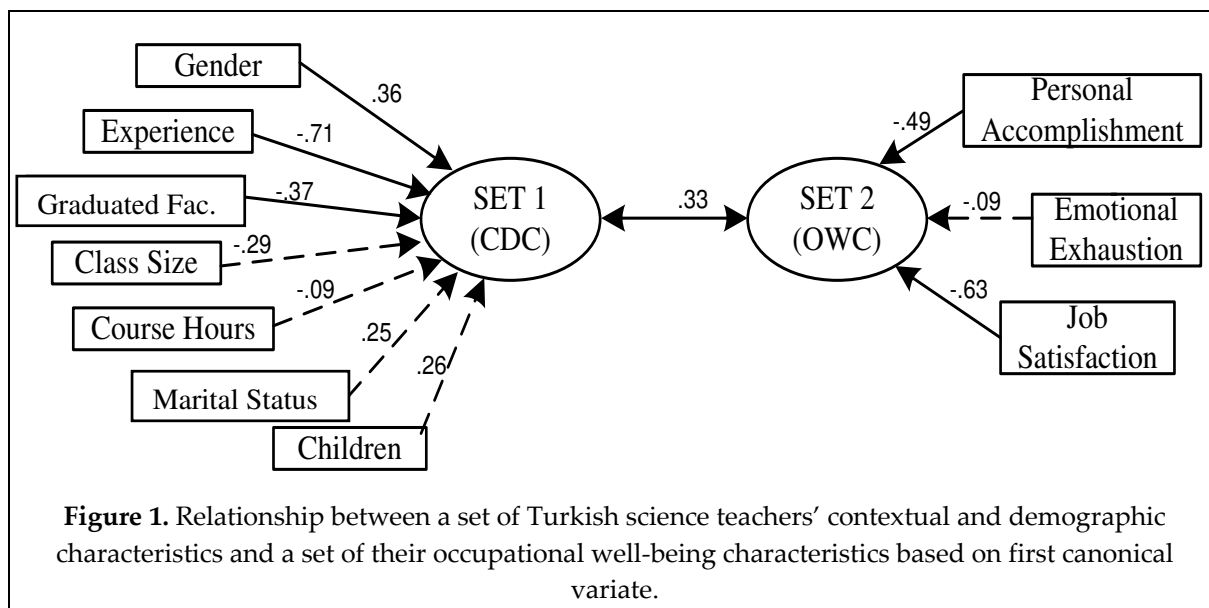 Gender
.36
Experience
-.71
Graduated Fac.
-.37
Class Size
-.29
Course Hours
-.09
Marital Status
.25
Children
.26
SET 1
(CDC)
.33
SET 2
(OWC)
Personal
Accomplishment
-.49
Emotional
Exhaustion
-.09
Job
Satisfaction
-.63
Figure 1. Relationship between a set of Turkish science teachers’ contextual and demographic
characteristics and a set of their occupational well-being characteristics based on first canonical
variate.